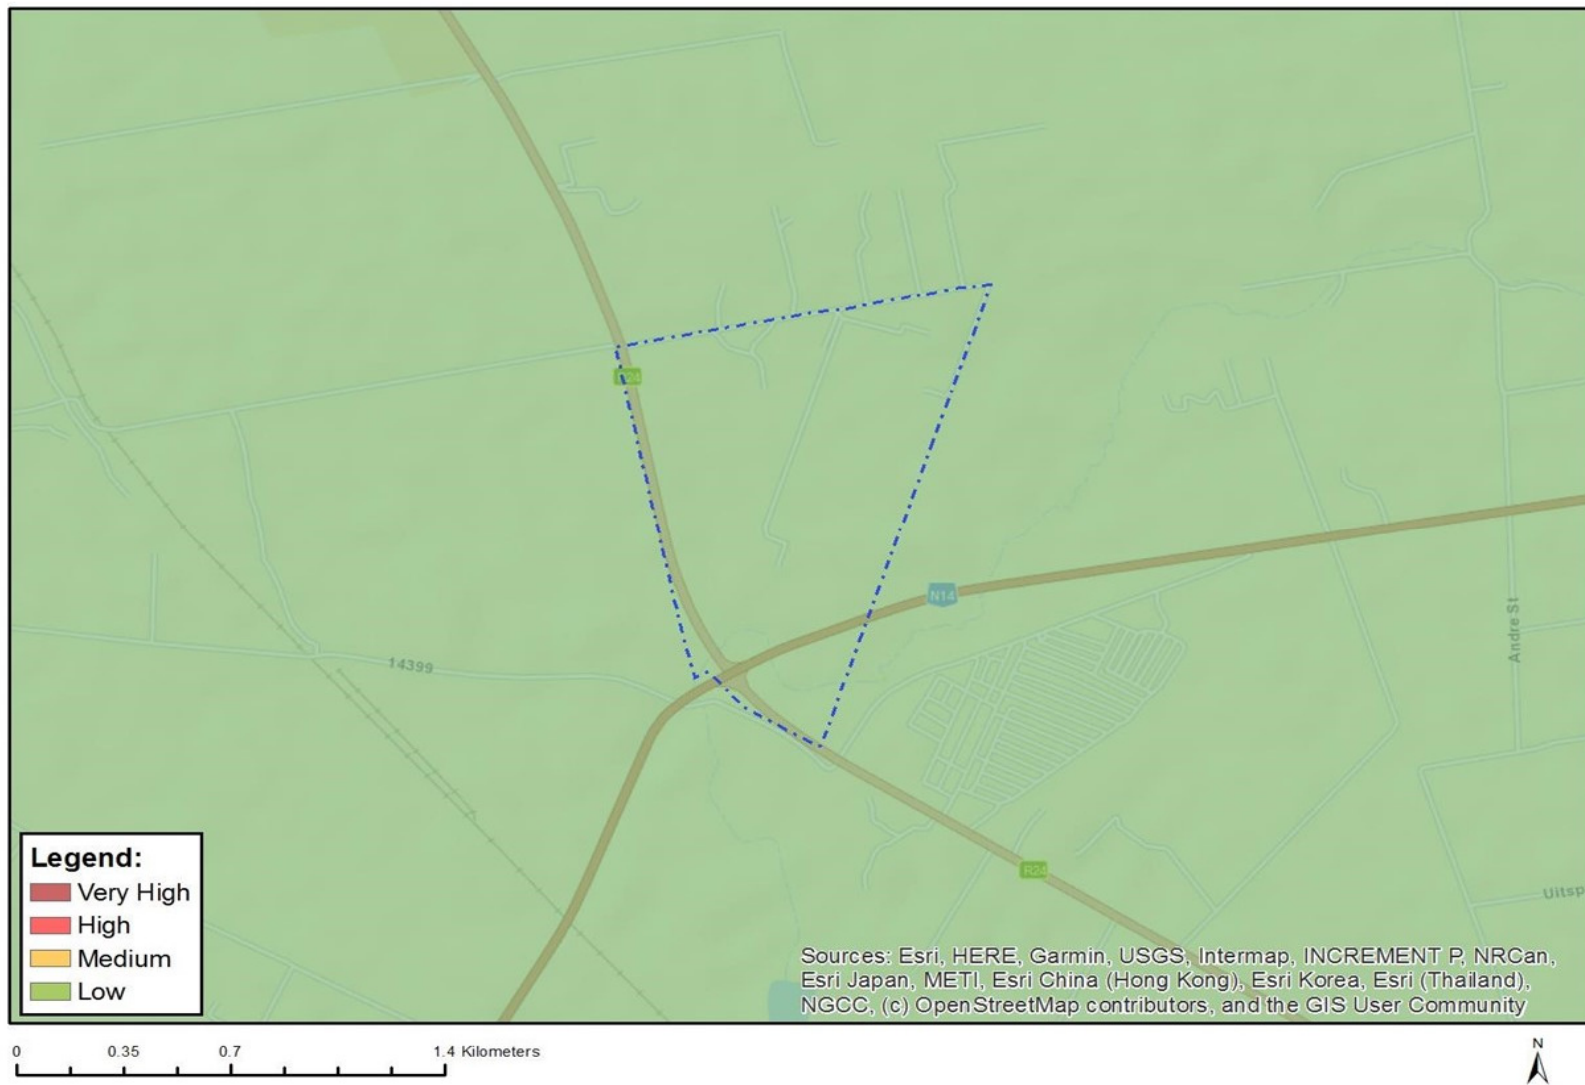 R24
N14
14399
Andre St
R24
Uitsp
Legend:
Very High
High
Medium
Low
Sources: Esri, HERE, Garmin, USGS, Intermap, INCREMENT P, NRCan,
Esri Japan, METI, Esri China (Hong Kong), Esri Korea, Esri (Thailand),
NGCC, (c) OpenStreetMap contributors, and the GIS User Community
0 0.35 0.7 1.4 Kilometers
N